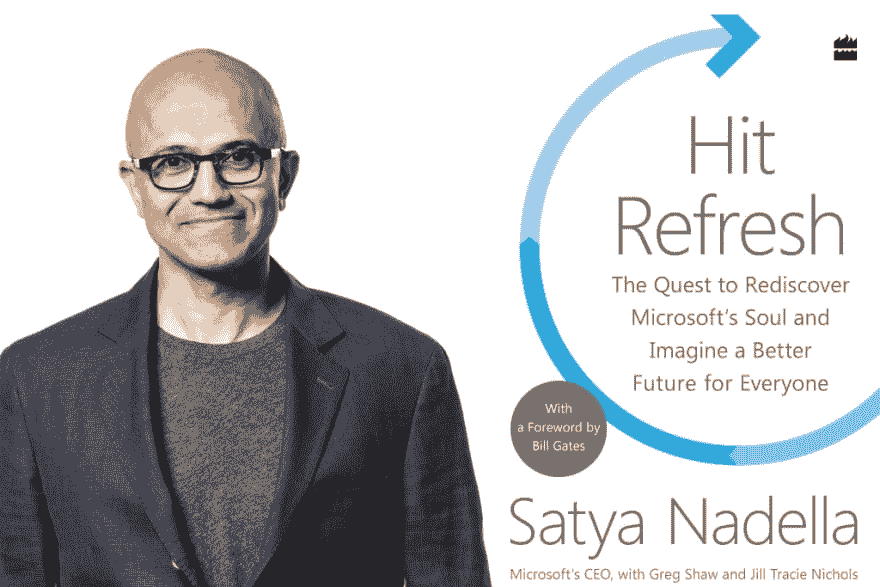 Hit
Refresh
The Quest to Rediscover
Microsoft's Soul and
Imagine a Better
Future for Everyone
With
a Foreword by
Bill Gates
Satya Nadella
Microsoft's CEO, with Greg Shaw and Jill Tracie Nichols